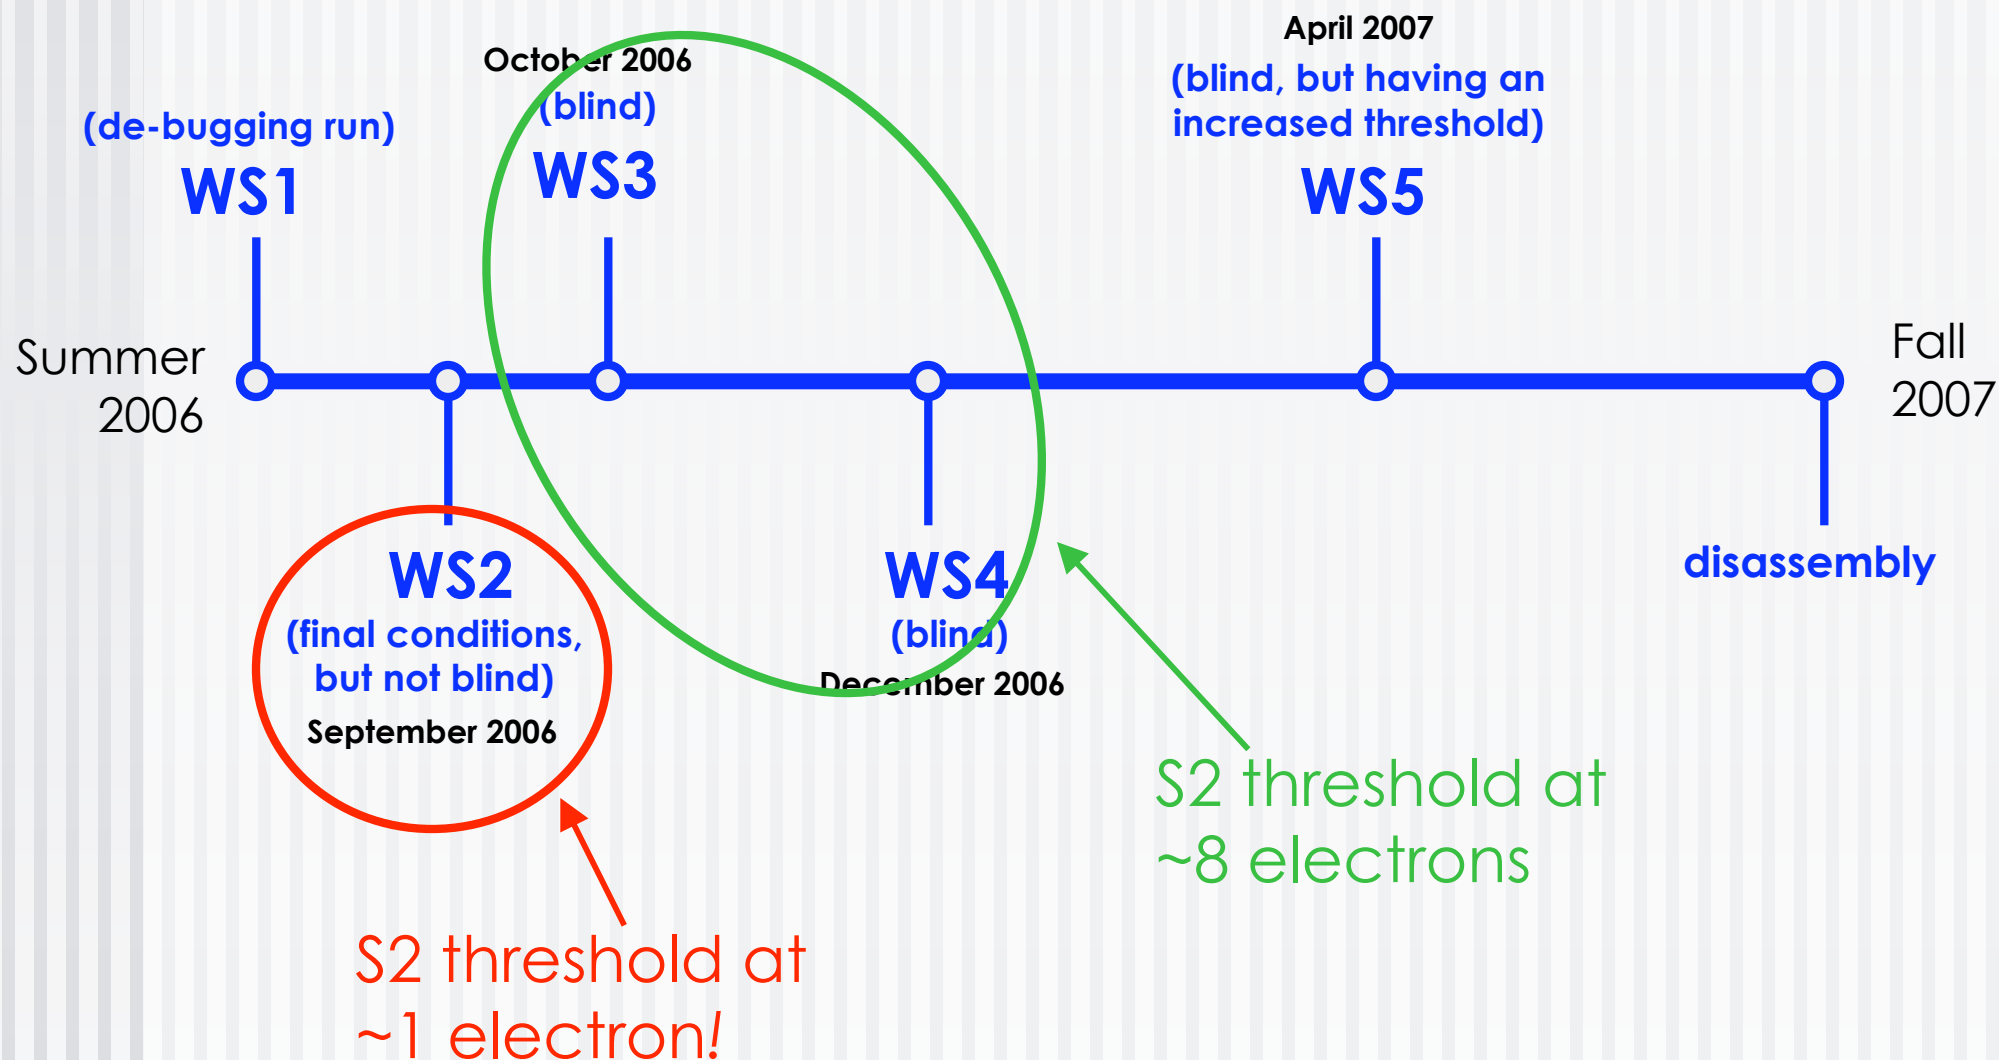 Summer
2006
(de-bugging run)
WS1
WS2
(final conditions,
but not blind)
September 2006
October 2006
(blind)
WS3
WS4
(blind)
December 2006
April 2007
(blind, but having an
increased threshold)
WS5
disassembly
Fall
2007
S2 threshold at
~8 electrons
S2 threshold at
~1 electron!